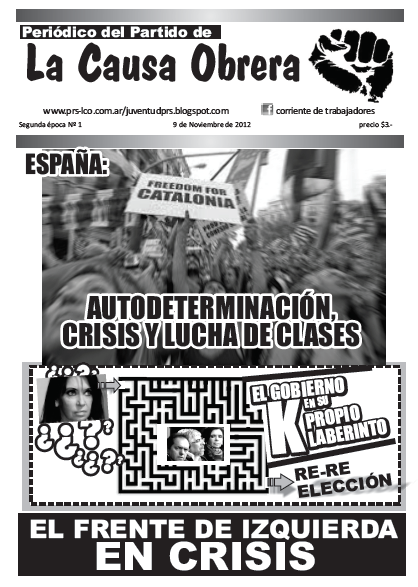 Periódico del Partido de
La Causa Obrera
www.prs-lco.com.ar/juventudprs.blogspot.com
corriente de trabajadores
Segunda época Nº 1
9 de Noviembre de 2012
precio $3.-
ESPAÑA:
FREEDOM FOR
CATALONIA
AUTODETERMINACIÓN,
CRISIS Y LUCHA DE CLASES
¿?¿?¿?
EL GOBIERNO
K
EN SU
PROPIO
LABERINTO
¿?¿?¿?¿?¿?
RE-RE
ELECCIÓN
EL FRENTE DE IZQUIERDA
EN CRISIS